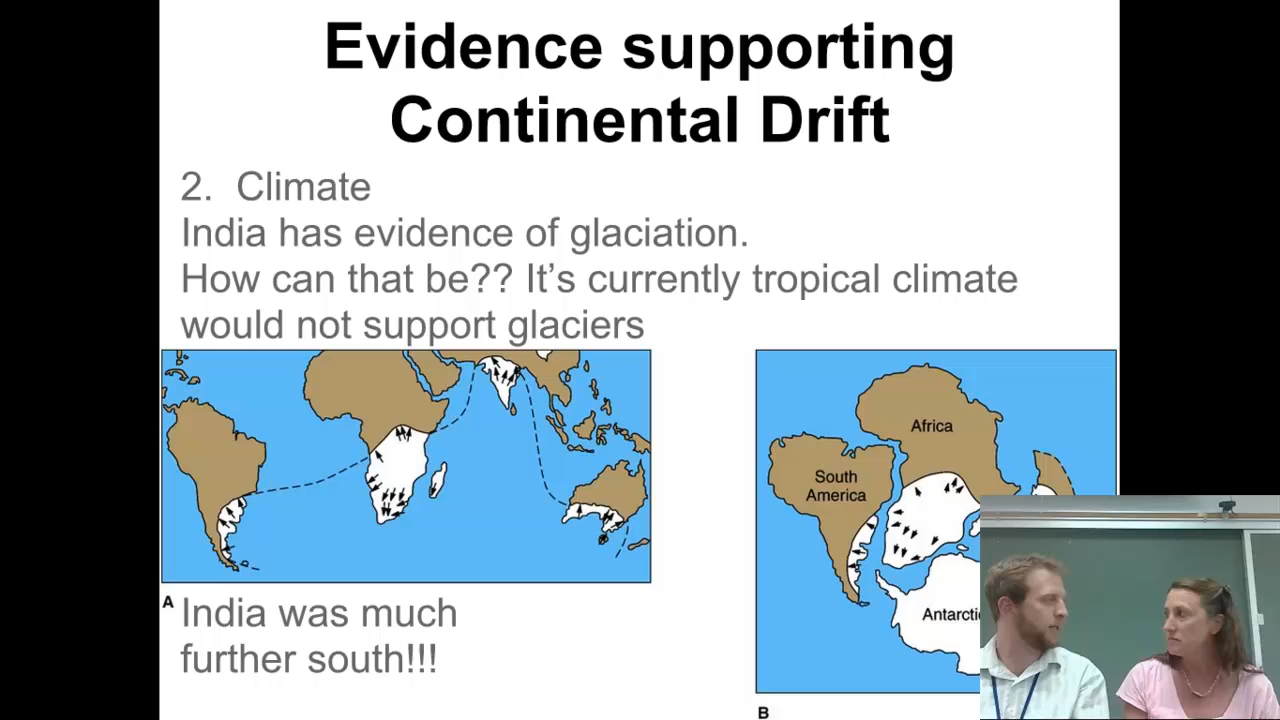 Evidence supporting
Continental Drift
2. Climate
India has evidence of glaciation.
How can that be?? It's currently tropical climate
would not support glaciers
Africa
South
America
Antarctic
A
India was much
further south!!!
B